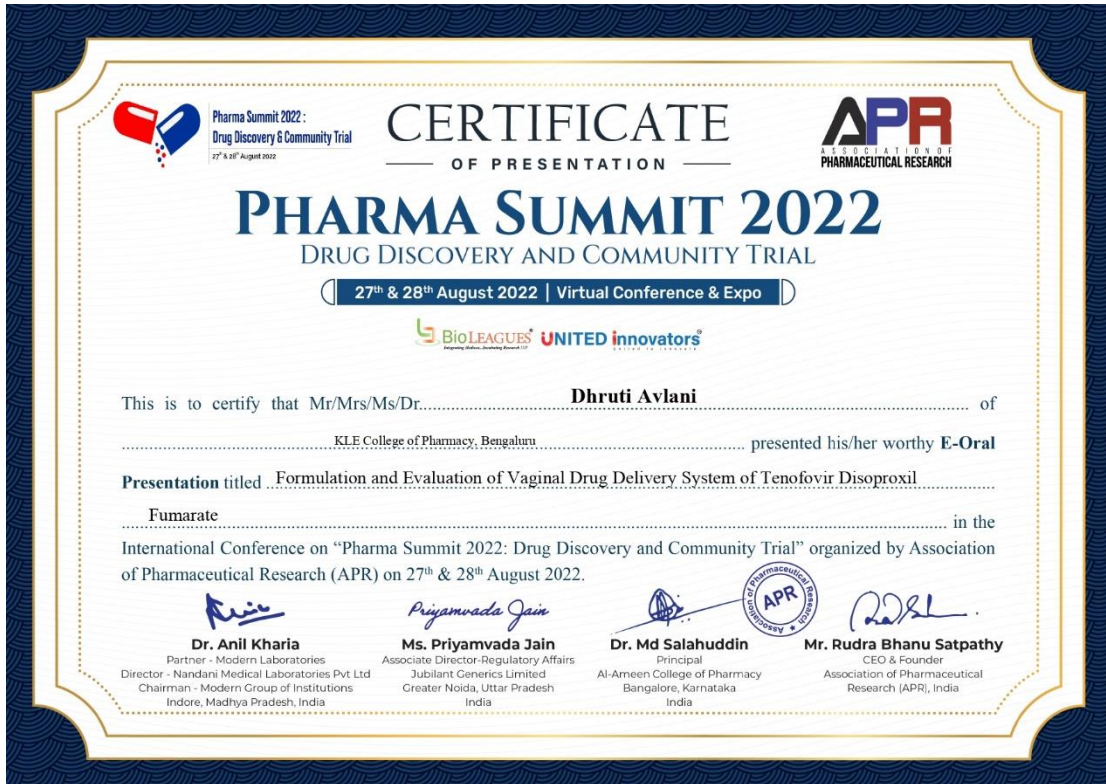 Pharma Summit 2022 :
Drug Discovery & Community Trial
27th & 28th August 2022
CERTIFICATE
OF PRESENTATION
APR
ASSOCIATION OF
PHARMACEUTICAL RESEARCH
PHARMA SUMMIT 2022
DRUG DISCOVERY AND COMMUNITY TRIAL
27th & 28th August 2022 | Virtual Conference & Expo
BIOLEAGUES UNITED innovators
united to innovate
This is to certify that Mr/Mrs/Ms/Dr. Dhruti Avlani of
KLE College of Pharmacy, Bengaluru presented his/her worthy E-Oral
Presentation titled Formulation and Evaluation of Vaginal Drug Delivery System of Tenofovir Disoproxil
Fumarate in the
International Conference on “Pharma Summit 2022: Drug Discovery and Community Trial” organized by Association
of Pharmaceutical Research (APR) on 27th & 28th August 2022.
Priyamvada Jain
Association of Pharmaceutical Research
APR
Dr. Anil Kharia
Partner - Modern Laboratories
Director - Nandani Medical Laboratories Pvt Ltd
Chairman - Modern Group of Institutions
Indore, Madhya Pradesh, India
Ms. Priyamvada Jain
Associate Director-Regulatory Affairs
Jubilant Generics Limited
Greater Noida, Uttar Pradesh
India
Dr. Md Salahuddin
Principal
Al-Ameen College of Pharmacy
Bangalore, Karnataka
India
Mr. Rudra Bhanu Satpathy
CEO & Founder
Association of Pharmaceutical
Research (APR), India